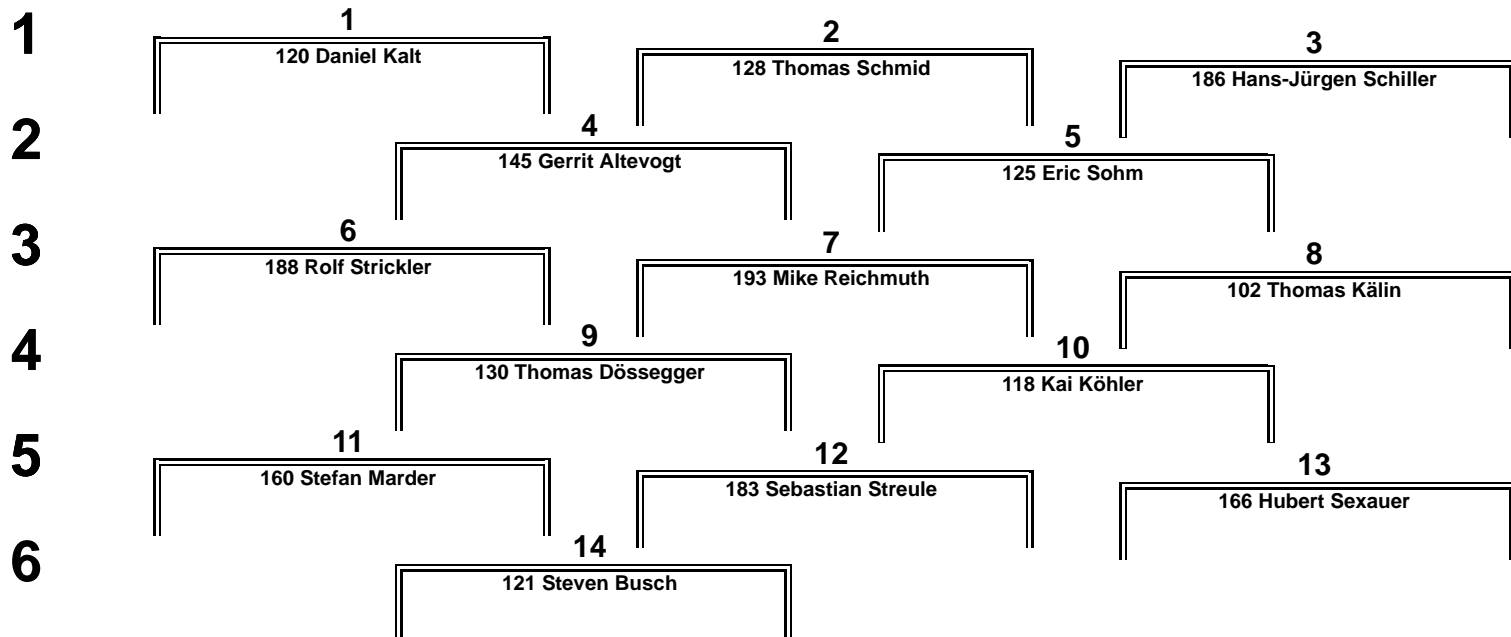 1
1
2
3
120 Daniel Kalt
128 Thomas Schmid
186 Hans-Jürgen Schiller
2
4
5
145 Gerrit Altevogt
125 Eric Sohm
3
6
7
8
188 Rolf Strickler
193 Mike Reichmuth
102 Thomas Kälin
4
9
10
130 Thomas Dössegger
118 Kai Köhler
5
11
12
13
160 Stefan Marder
183 Sebastian Streule
166 Hubert Sexauer
6
14
121 Steven Busch